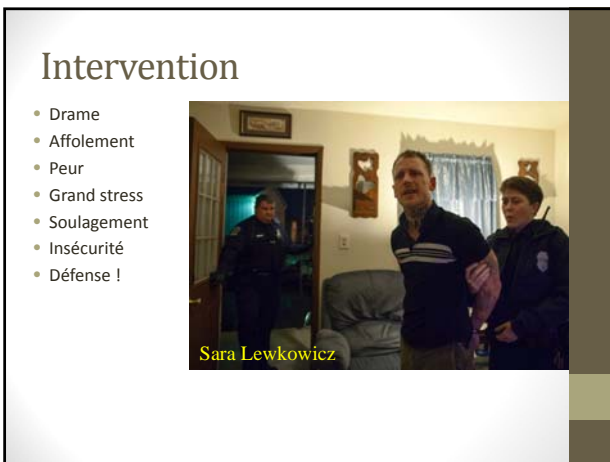 Intervention
• Drame
• Affolement
• Peur
• Grand stress
• Soulagement
• Insécurité
• Défense !
Sara Lewkowicz